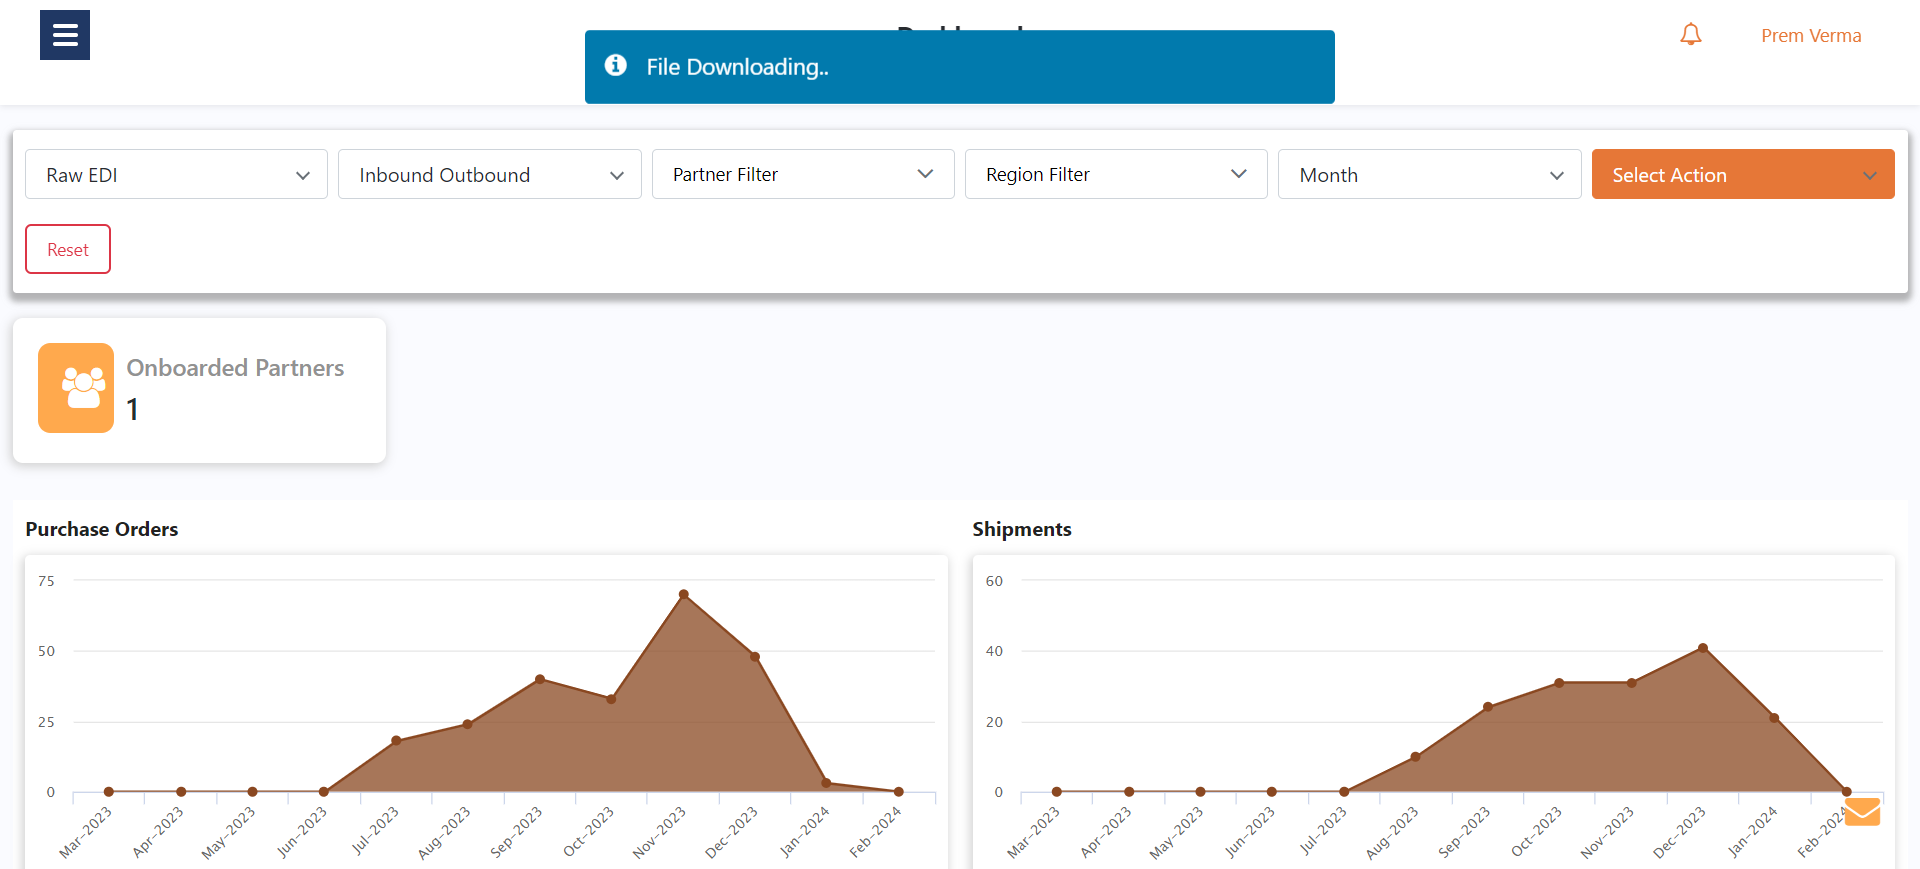 File Downloading..
Prem Verma
Raw EDI
Inbound Outbound
Partner Filter
Region Filter
Month
Select Action
Reset
Onboarded Partners
1
Purchase Orders
75
50
25
0
Mar-2023
Apr-2023
May-2023
Jun-2023
Jul-2023
Aug-2023
Sep-2023
Oct-2023
Nov-2023
Dec-2023
Jan-2024
Feb-2024
Shipments
60
40
20
0
Mar-2023
Apr-2023
May-2023
Jun-2023
Jul-2023
Aug-2023
Sep-2023
Oct-2023
Nov-2023
Dec-2023
Jan-2024
Feb-2024